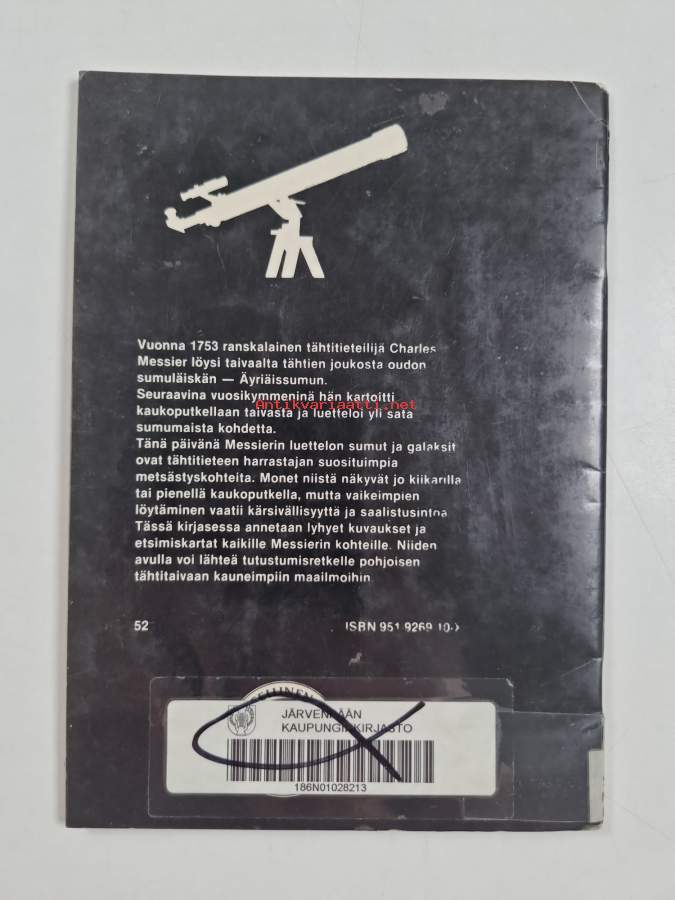 Vuonna 1753 ranskalainen tähtitieteilijä Charles
Messier löysi taivaalta tähtien joukosta oudon
sumuläiskän — Äyriäissumun.
Seuraavina vuosikymmeninä hän kartoitti
Antikvariaatti.net
kaukoputkellaan taivasta ja luetteloi yli sata
sumumaista kohdetta.
Tänä päivänä Messierin luettelon sumut ja galaksit
ovat tähtitieteen harrastajan suosituimpia
metsästyskohteita. Monet niistä näkyvät jo kiikarilla
tai pienellä kaukoputkella, mutta vaikeimpien
löytäminen vaatii kärsivällisyyttä ja saalistusintoa
Tässä kirjasessa annetaan lyhyet kuvaukset ja
etsimiskartat kaikille Messierin kohteille. Niiden
avulla voi lähteä tutustumisretkelle pohjoisen
tähtitaivaan kauneimpiin maailmoihin
52
ISBN 951 9269 10-
JÄRVENPÄÄN
KAUPUNGINKIRJASTO
186N01028213